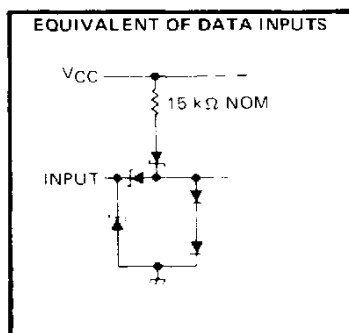 EQUIVALENT OF DATA INPUTS
VCC
15 kΩ NOM
INPUT